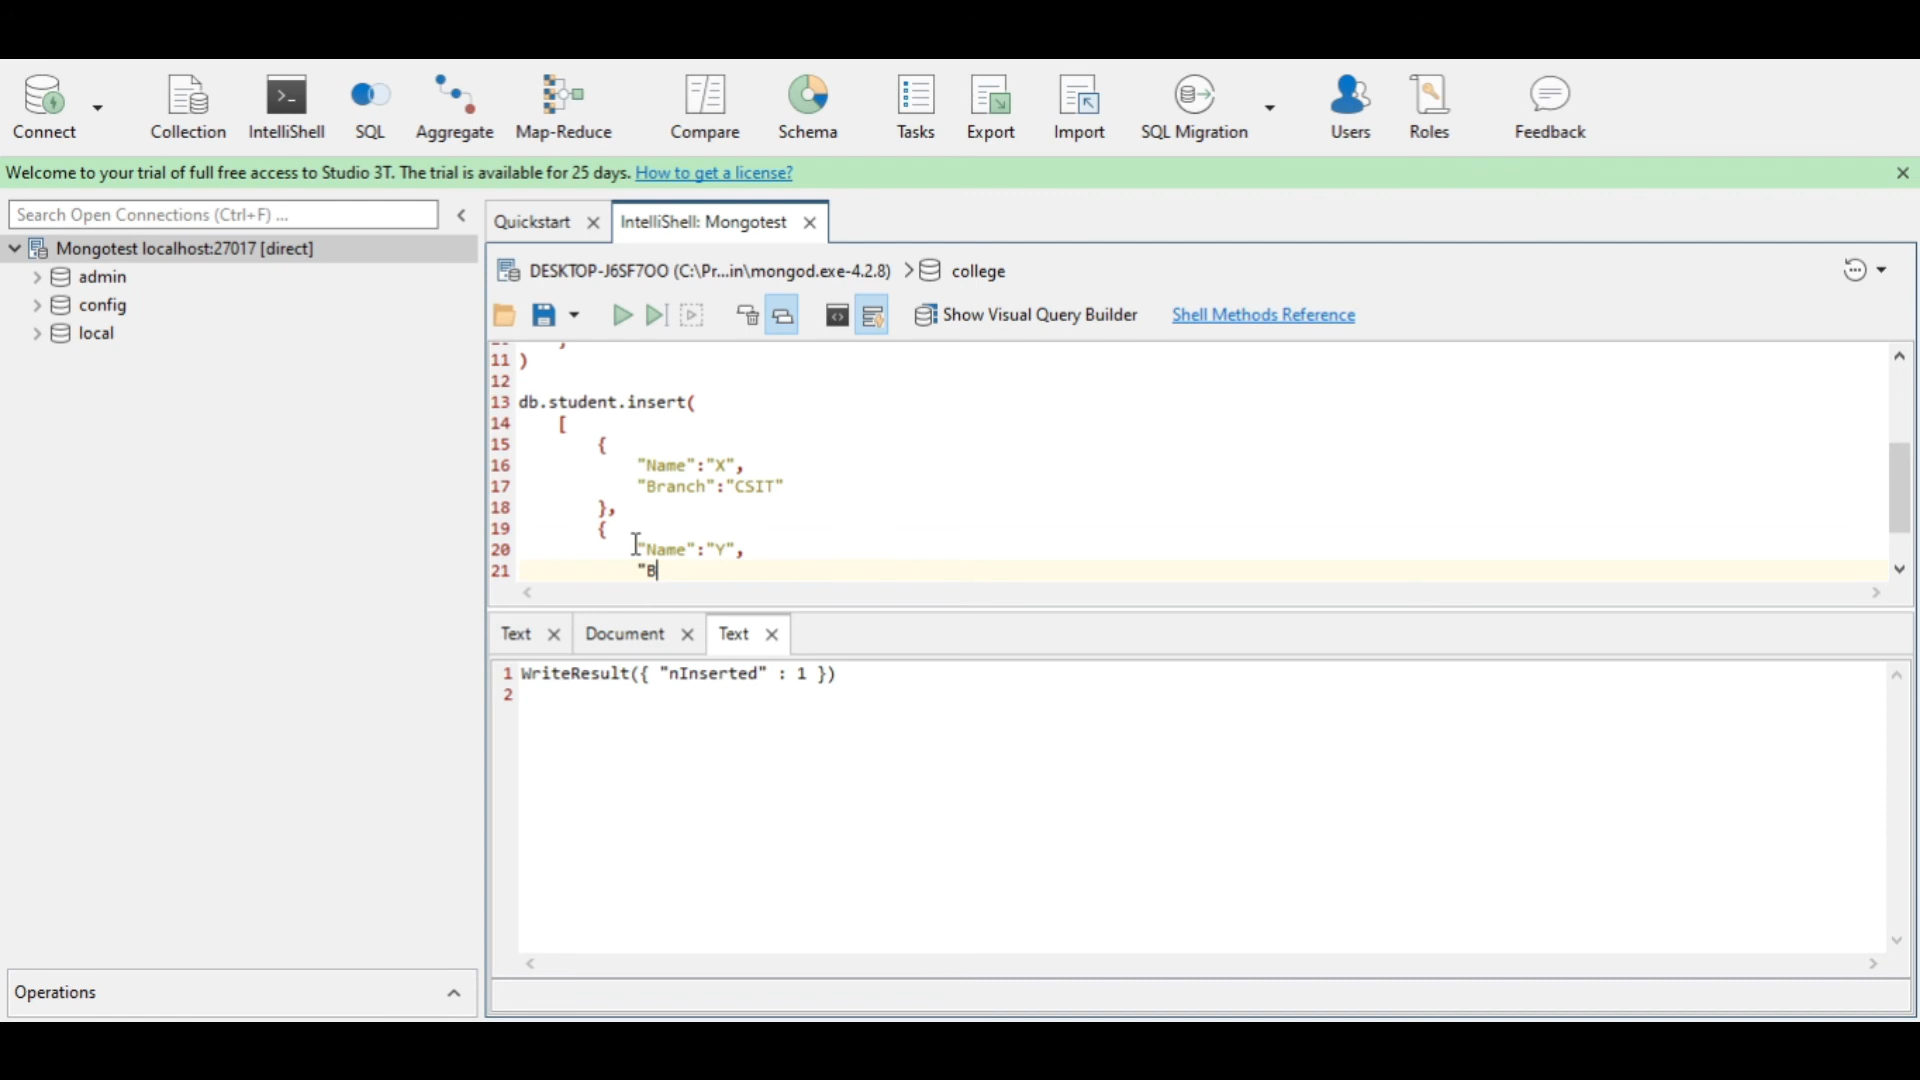 Connect
Collection
IntelliShell
SQL
Aggregate
Map-Reduce
Compare
Schema
Tasks
Export
Import
SQL Migration
Users
Roles
Feedback
Welcome to your trial of full free access to Studio 3T. The trial is available for 25 days. How to get a license?
Search Open Connections (Ctrl+F) ...
Mongotest localhost:27017 [direct]
admin
config
local
Operations
Quickstart
IntelliShell: Mongotest
DESKTOP-J6SF7OO (C:\Pr...in\mongod.exe-4.2.8)
college
Show Visual Query Builder
Shell Methods Reference
11 )
12
13 db.student.insert(
14 [
15 {
16 "Name":"X",
17 "Branch":"CSIT"
18 },
19 {
20 "Name":"Y",
21 "B
Text
Document
Text
1 WriteResult({ "nInserted" : 1 })
2